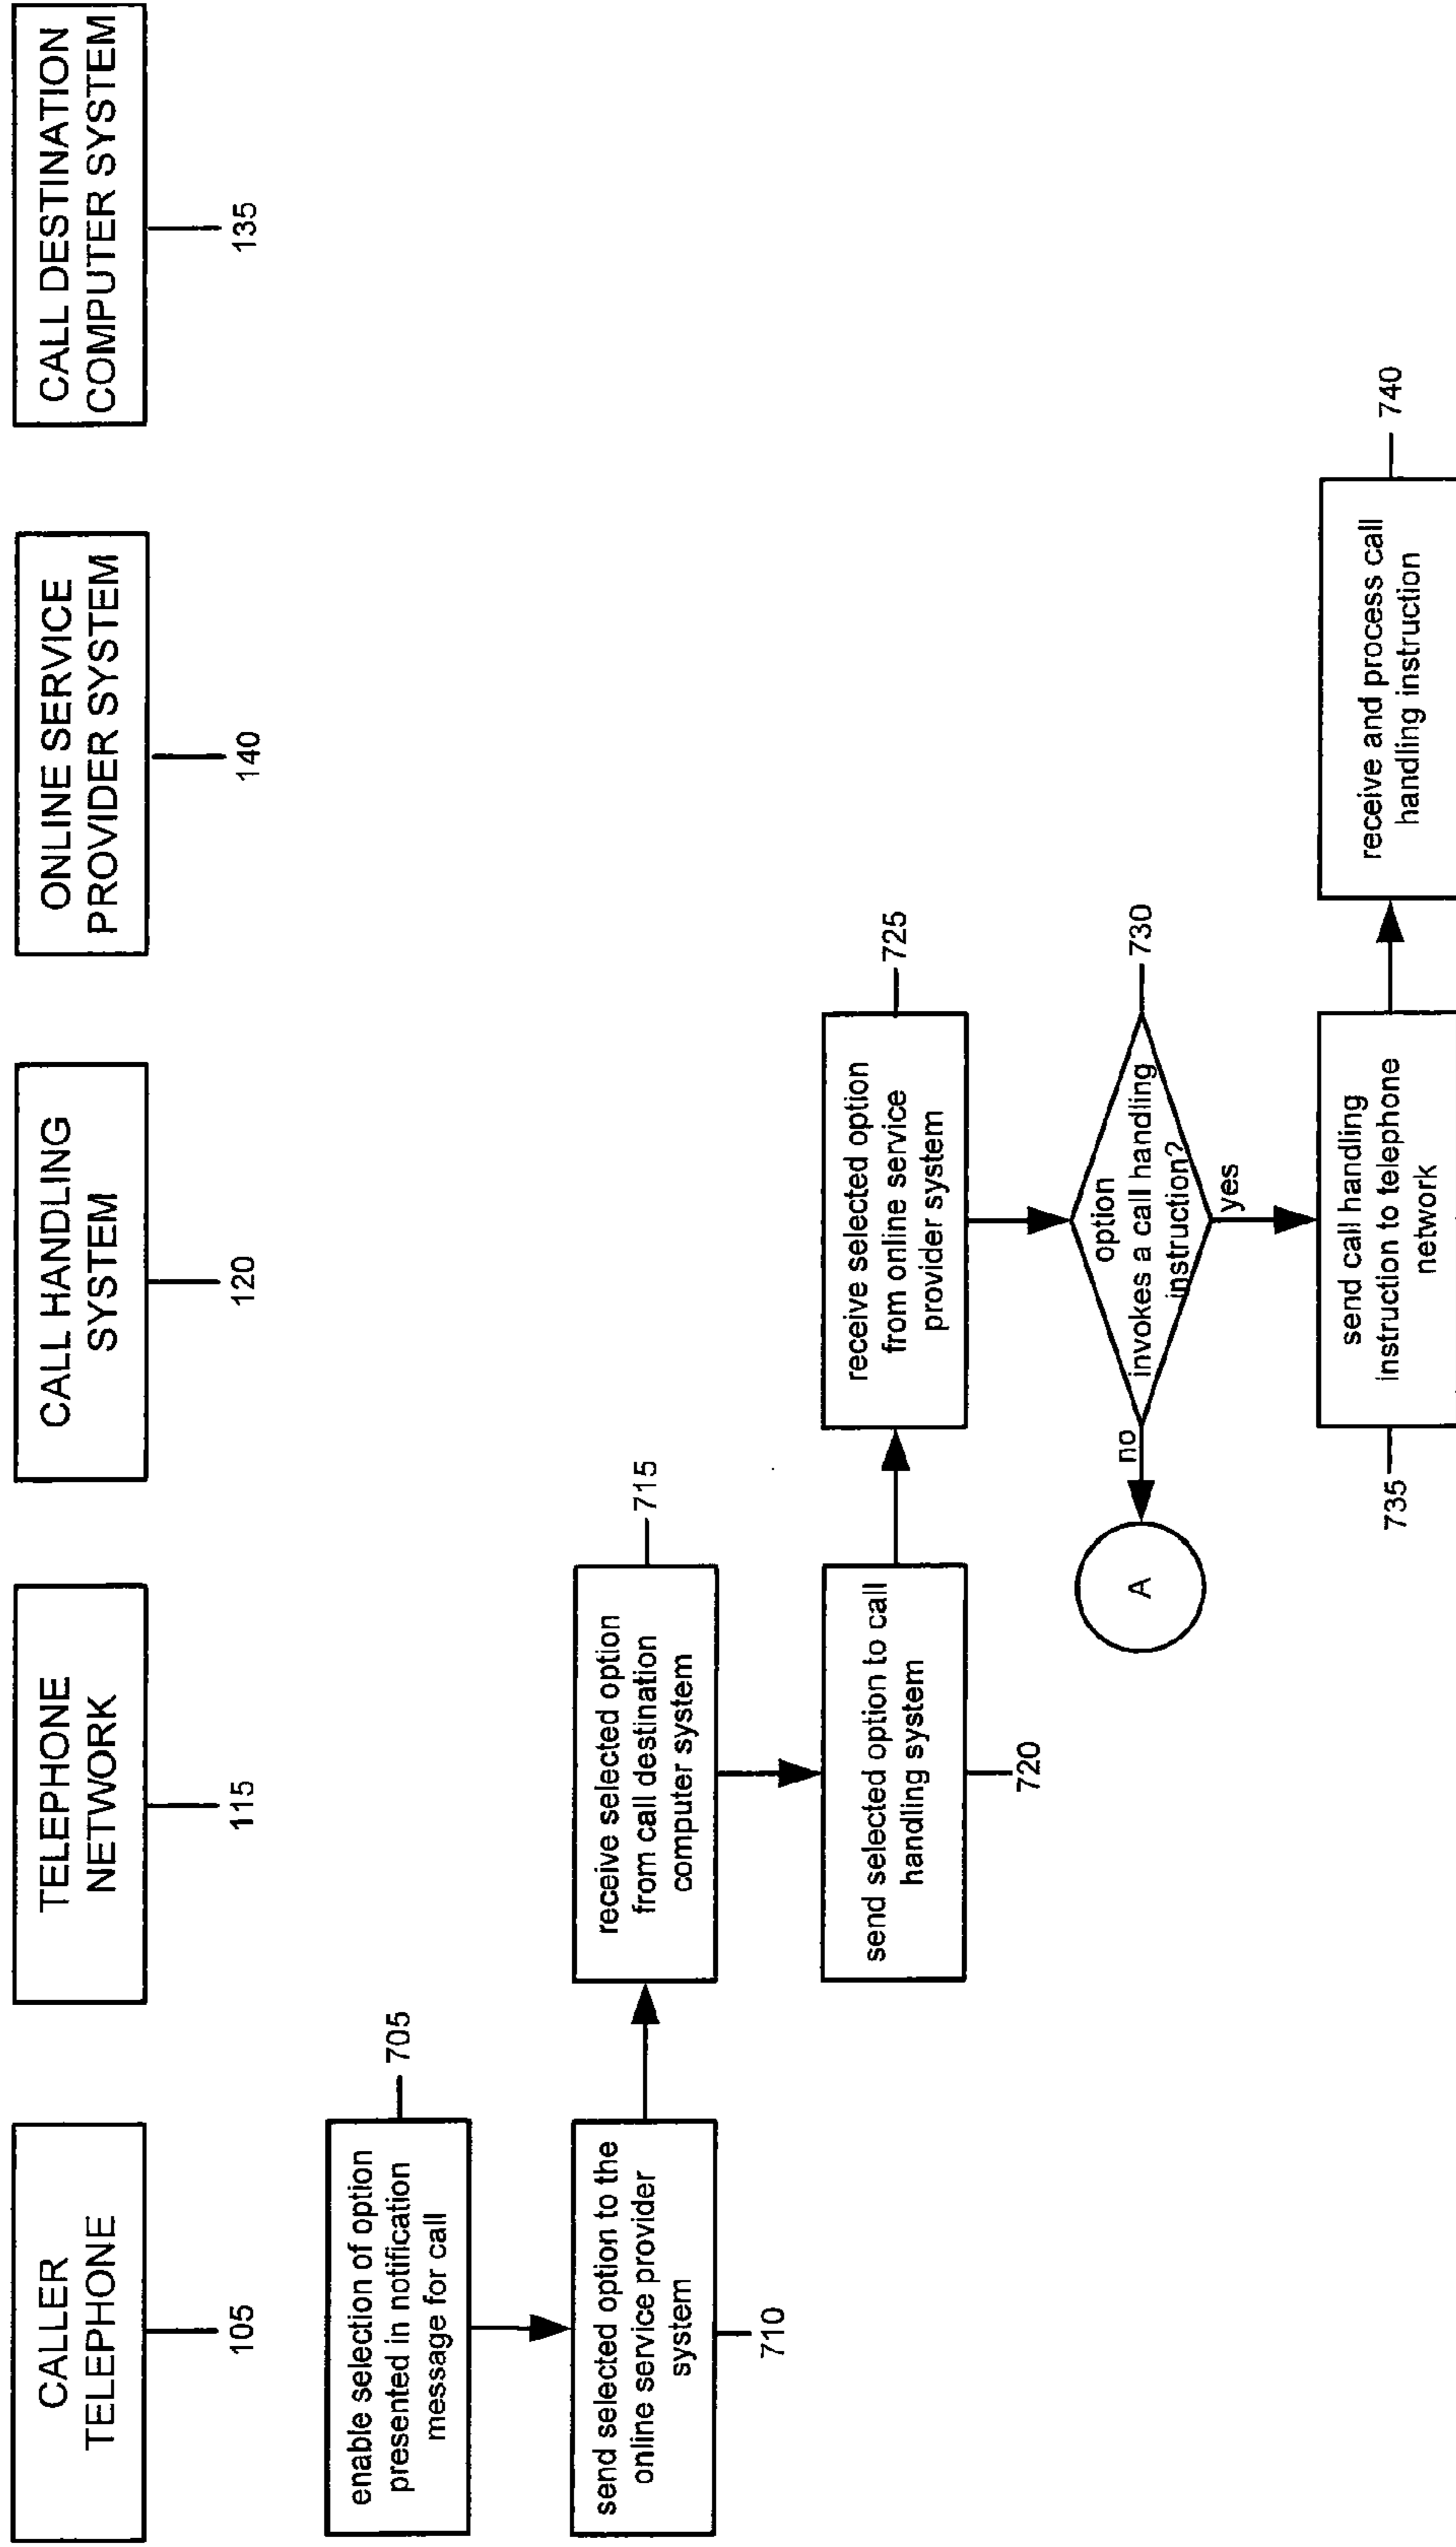 CALLER
TELEPHONE
105
TELEPHONE
NETWORK
115
CALL HANDLING
SYSTEM
120
ONLINE SERVICE
PROVIDER SYSTEM
140
CALL DESTINATION
COMPUTER SYSTEM
135
enable selection of option
presented in notification
message for call
705
send selected option to the
online service provider
system
710
receive selected option
from call destination
computer system
715
send selected option to call
handling system
720
receive selected option
from online service
provider system
725
option
invokes a call handling
instruction?
730
no
A
yes
send call handling
instruction to telephone
network
735
receive and process call
handling instruction
740